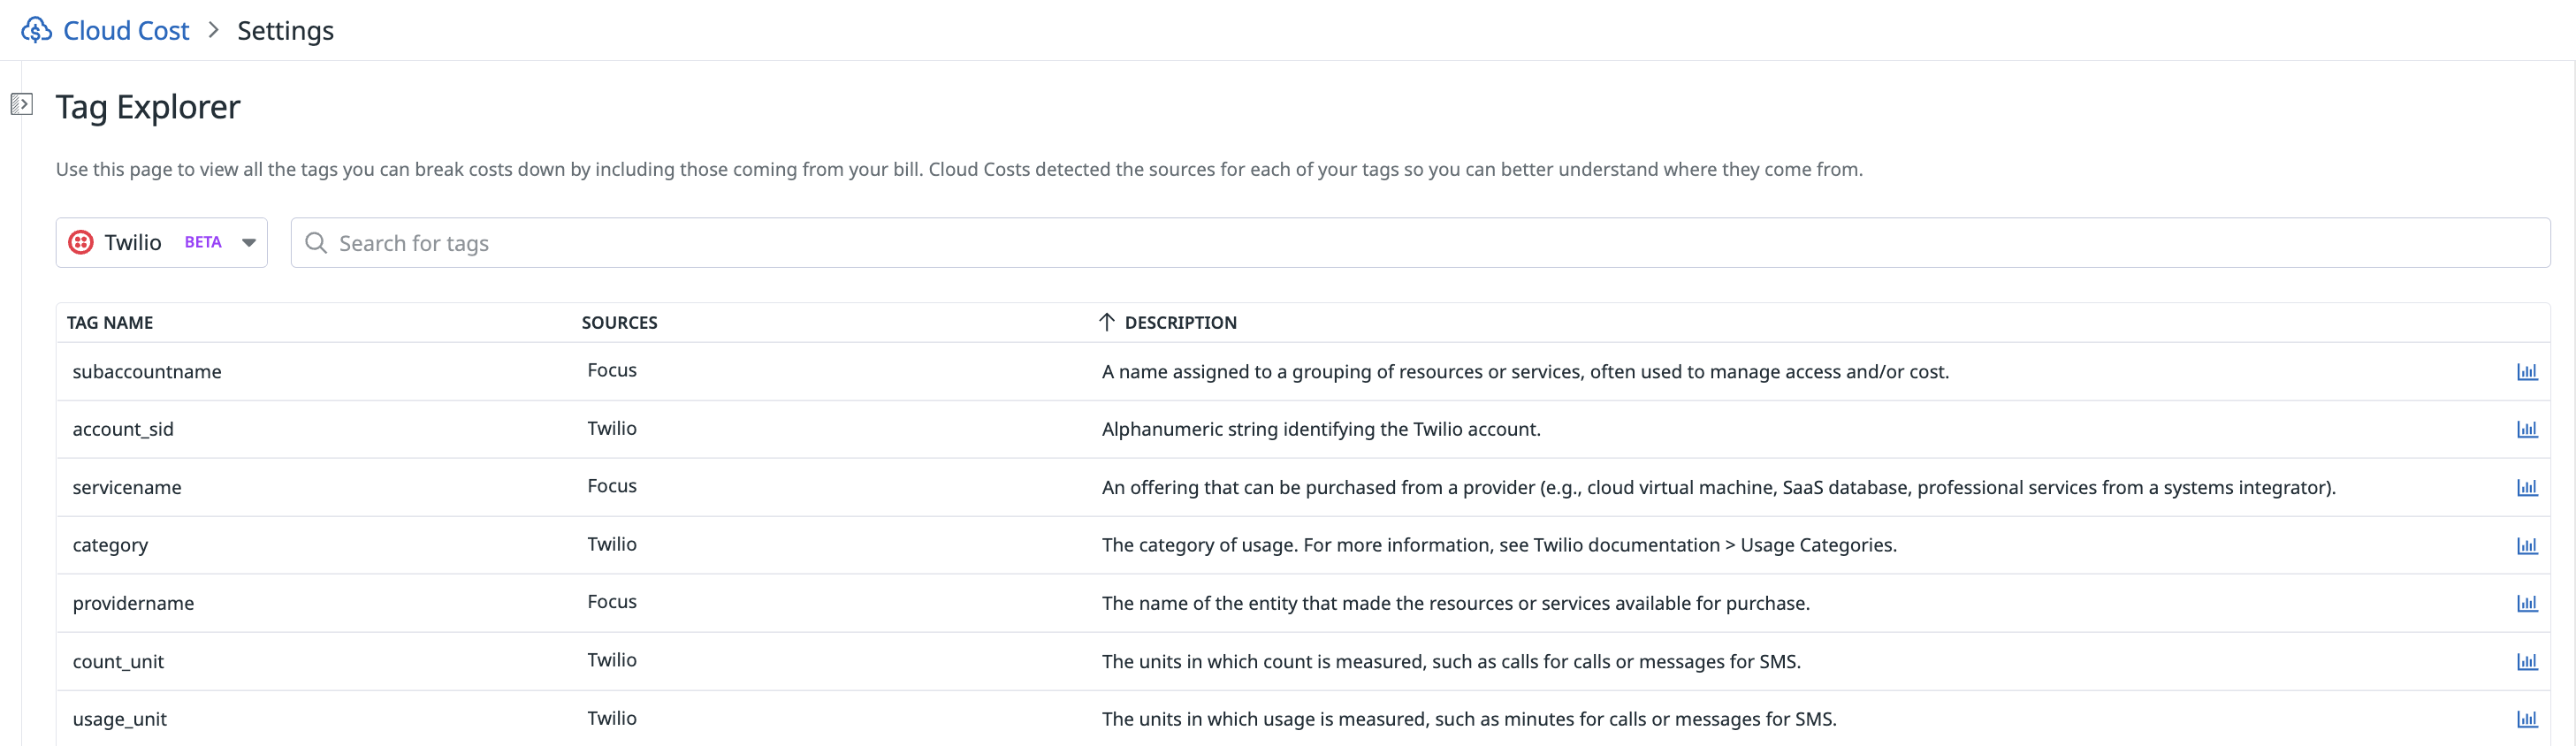 Cloud Cost > Settings
Tag Explorer
Use this page to view all the tags you can break costs down by including those coming from your bill. Cloud Costs detected the sources for each of your tags so you can better understand where they come from.
Twilio BETA Search for tags
TAG NAME SOURCES DESCRIPTION
subaccountname Focus A name assigned to a grouping of resources or services, often used to manage access and/or cost.
account_sid Twilio Alphanumeric string identifying the Twilio account.
servicename Focus An offering that can be purchased from a provider (e.g., cloud virtual machine, SaaS database, professional services from a systems integrator).
category Twilio The category of usage. For more information, see Twilio documentation > Usage Categories.
providername Focus The name of the entity that made the resources or services available for purchase.
count_unit Twilio The units in which count is measured, such as calls for calls or messages for SMS.
usage_unit Twilio The units in which usage is measured, such as minutes for calls or messages for SMS.